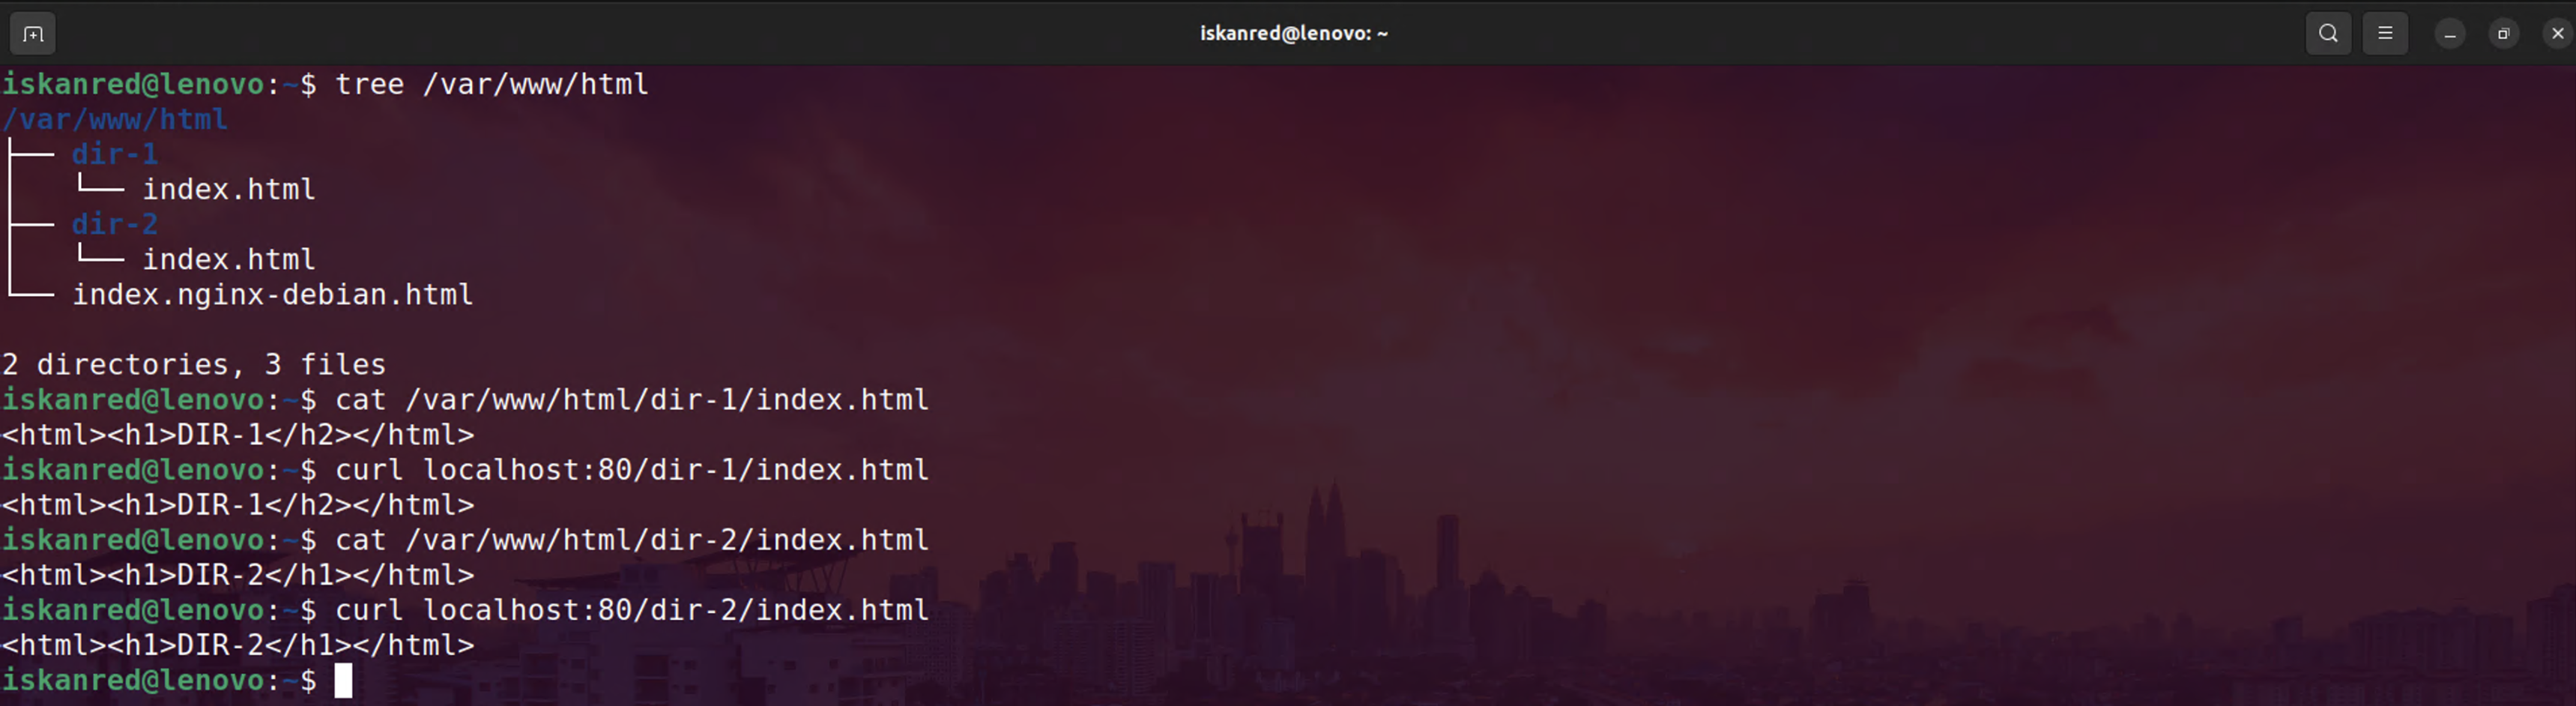 iskanred@lenovo: ~
iskanred@lenovo:~$ tree /var/www/html
/var/www/html
├── dir-1
│   └── index.html
├── dir-2
│   └── index.html
└── index.nginx-debian.html
2 directories, 3 files
iskanred@lenovo:~$ cat /var/www/html/dir-1/index.html
<html><h1>DIR-1</h2></html>
iskanred@lenovo:~$ curl localhost:80/dir-1/index.html
<html><h1>DIR-1</h2></html>
iskanred@lenovo:~$ cat /var/www/html/dir-2/index.html
<html><h1>DIR-2</h1></html>
iskanred@lenovo:~$ curl localhost:80/dir-2/index.html
<html><h1>DIR-2</h1></html>
iskanred@lenovo:~$